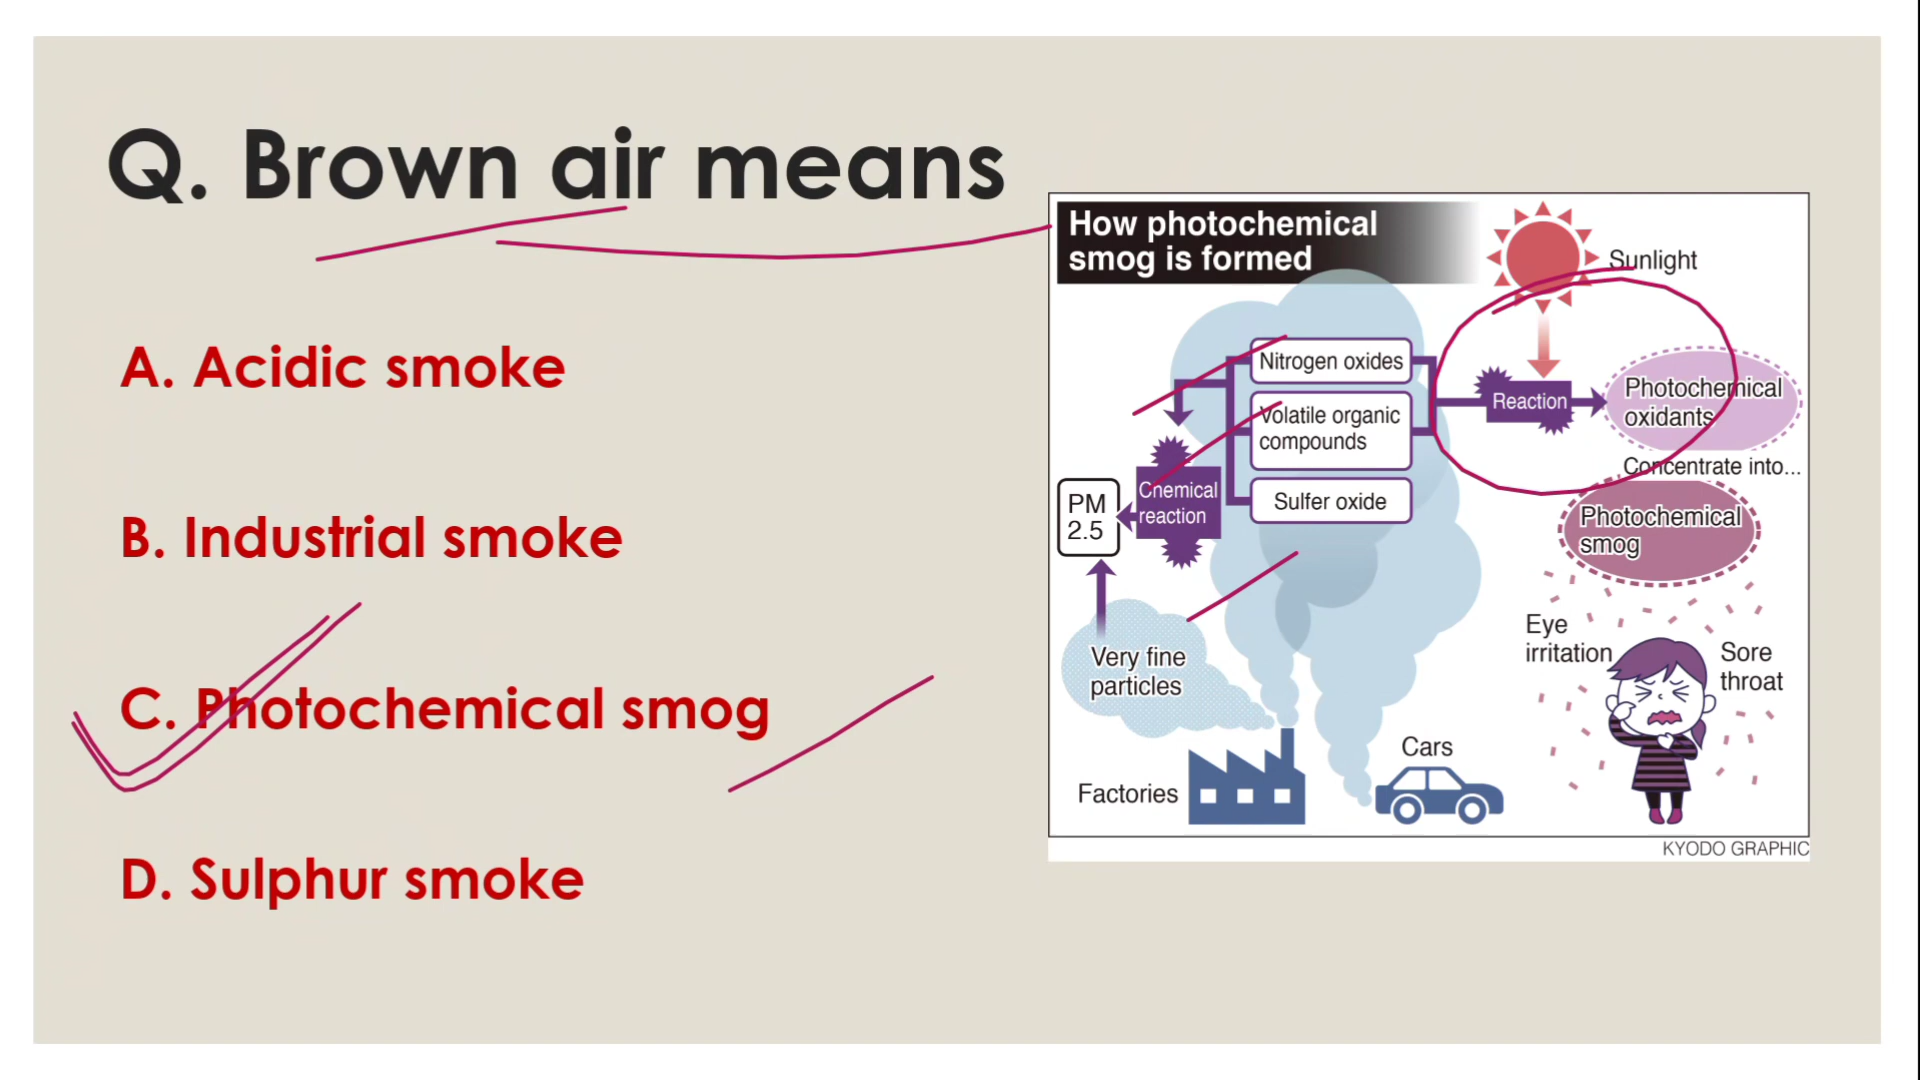 Q. Brown air means
A. Acidic smoke
B. Industrial smoke
C. Photochemical smog
D. Sulphur smoke
How photochemical
smog is formed
Sunlight
Nitrogen oxides
Volatile organic
compounds
Sulfer oxide
Reaction
Photochemical
oxidants
Concentrate into...
Photochemical
smog
Chemical
reaction
PM
2.5
Very fine
particles
Eye
irritation
Sore
throat
Factories
Cars
KYODO GRAPHIC